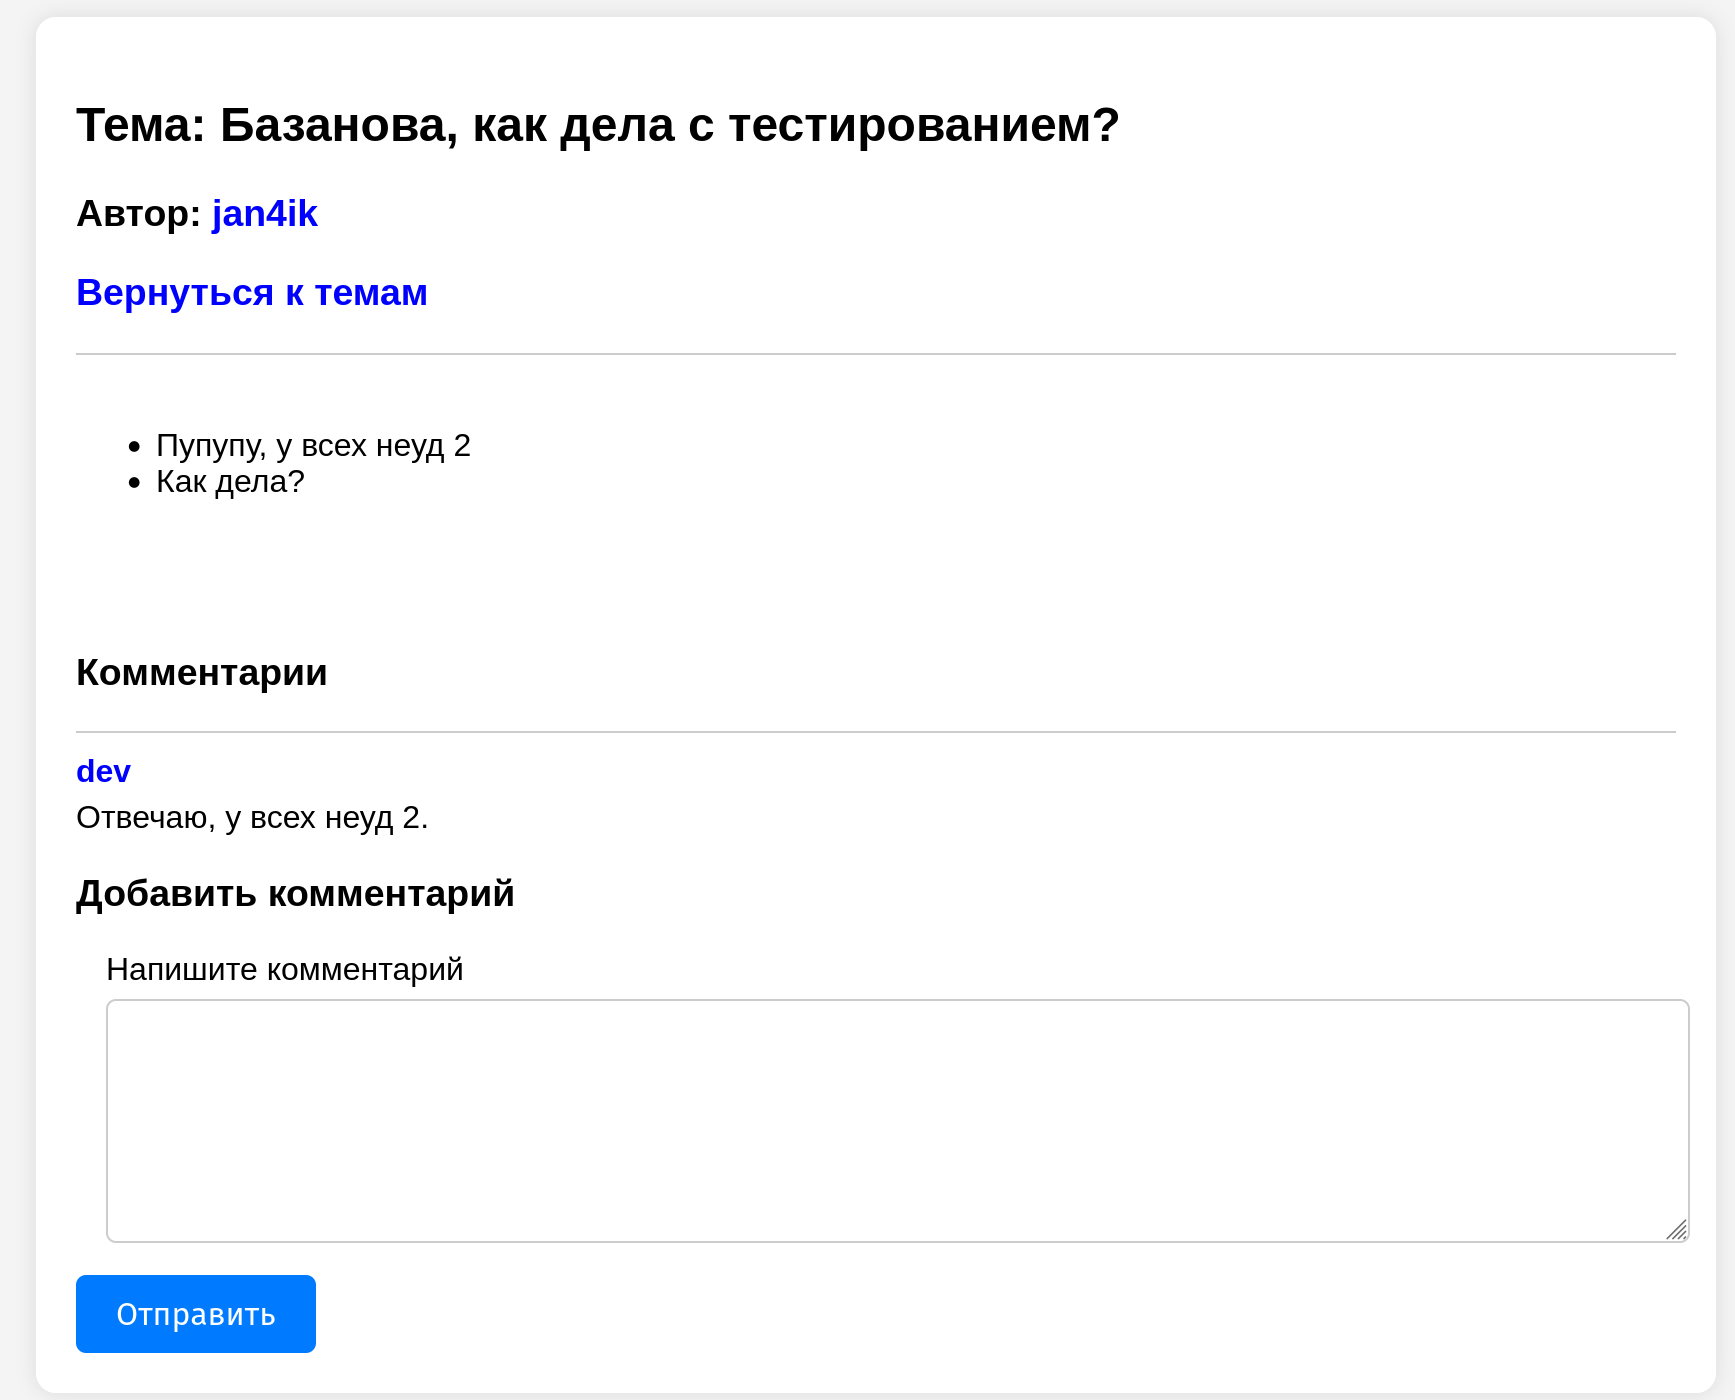 Тема: Базанова, как дела с тестированием?
Автор: jan4ik
Вернуться к темам
• Пупупу, у всех неуд 2
• Как дела?
Комментарии
dev
Отвечаю, у всех неуд 2.
Добавить комментарий
Напишите комментарий
Отправить